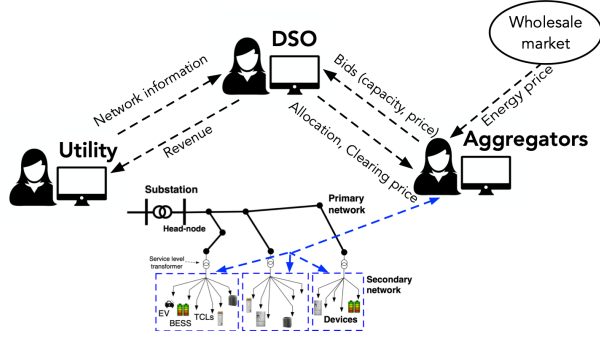 Wholesale
market
DSO
Network information
Revenue
Bids (capacity, price)
Allocation, Clearing price
Energy price
Utility
Aggregators
Substation
Head-node
Primary
network
Service level
transformer
Secondary
network
EV
BESS
TCLs
Devices